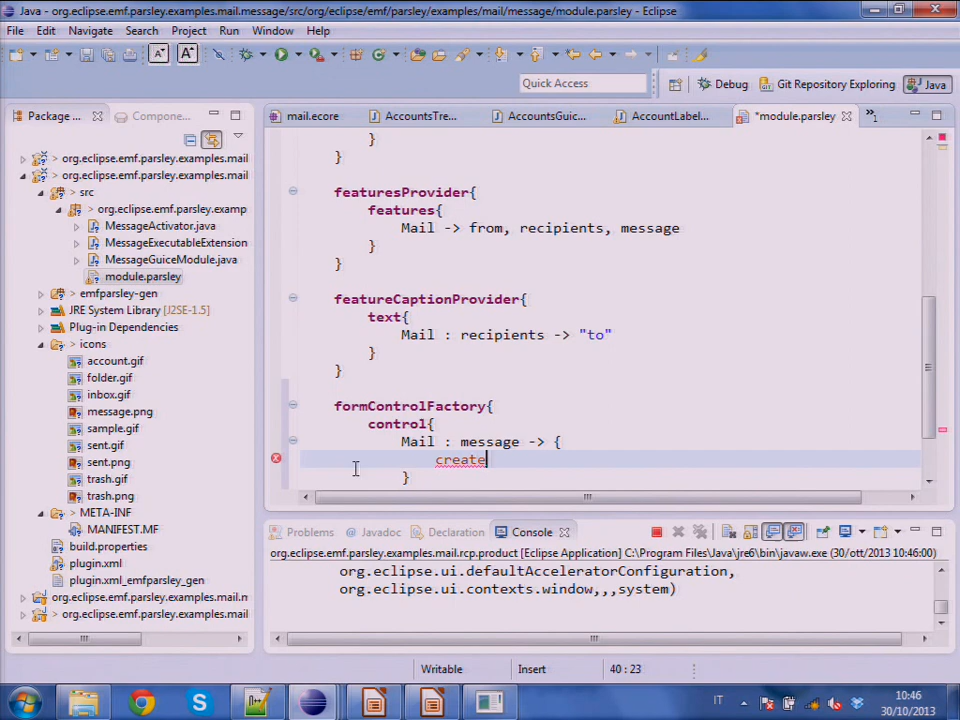 Java - org.eclipse.emf.parsley.examples.mail.message/src/org/eclipse/emf/parsley/examples/mail/message/module.parsley - Eclipse
File Edit Navigate Search Project Run Window Help
Quick Access
Debug
Git Repository Exploring
Java
Package ...
Compone...
mail.ecore
AccountsTre...
AccountsGuic...
AccountLabel...
*module.parsley
»1
org.eclipse.emf.parsley.examples.mail
org.eclipse.emf.parsley.examples.mail
src
org.eclipse.emf.parsley.examp
MessageActivator.java
MessageExecutableExtension
MessageGuiceModule.java
module.parsley
emfparsley-gen
JRE System Library [J2SE-1.5]
Plug-in Dependencies
icons
account.gif
folder.gif
inbox.gif
message.png
sample.gif
sent.gif
sent.png
trash.gif
trash.png
META-INF
MANIFEST.MF
build.properties
plugin.xml
plugin.xml_emfparsley_gen
org.eclipse.emf.parsley.examples.m
org.eclipse.emf.parsley.examples.mail
}
}
featuresProvider{
features{
Mail -> from, recipients, message
}
}
featureCaptionProvider{
text{
Mail : recipients -> "to"
}
}
formControlFactory{
control{
Mail : message -> {
create
}
Problems
Javadoc
Declaration
Console
org.eclipse.emf.parsley.examples.mail.rcp.product [Eclipse Application] C:\Program Files\Java\jre6\bin\javaw.exe (30/ott/2013 10:46:00)
org.eclipse.ui.defaultAcceleratorConfiguration,
org.eclipse.ui.contexts.window,,,system)
Writable
Insert
40 : 23
IT
10:46
30/10/2013